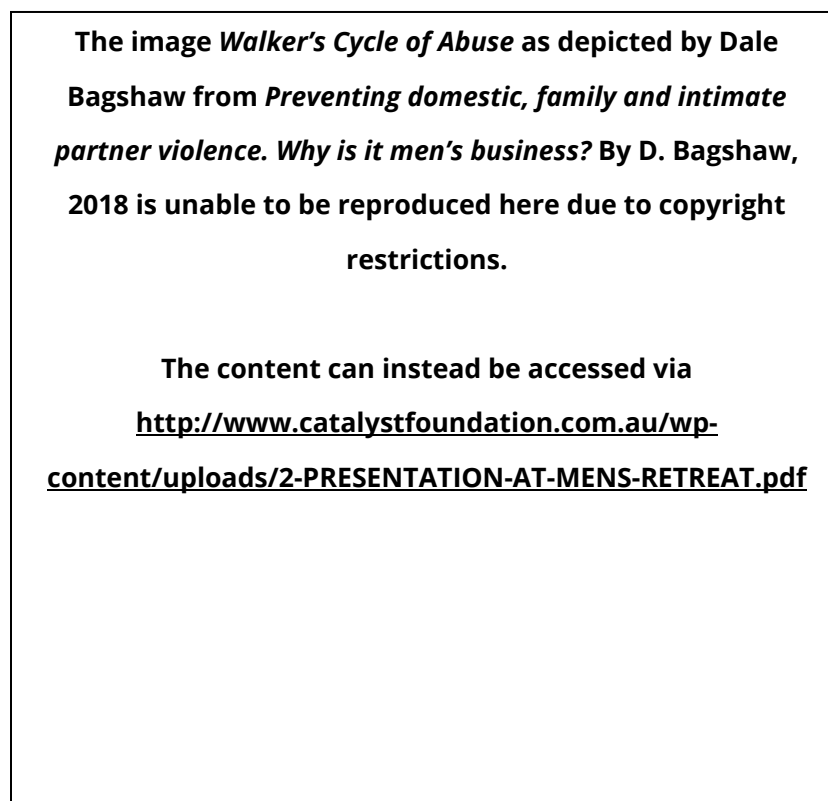 The image Walker’s Cycle of Abuse as depicted by Dale
Bagshaw from Preventing domestic, family and intimate
partner violence. Why is it men’s business? By D. Bagshaw,
2018 is unable to be reproduced here due to copyright
restrictions.
The content can instead be accessed via
http://www.catalystfoundation.com.au/wp-
content/uploads/2-PRESENTATION-AT-MENS-RETREAT.pdf